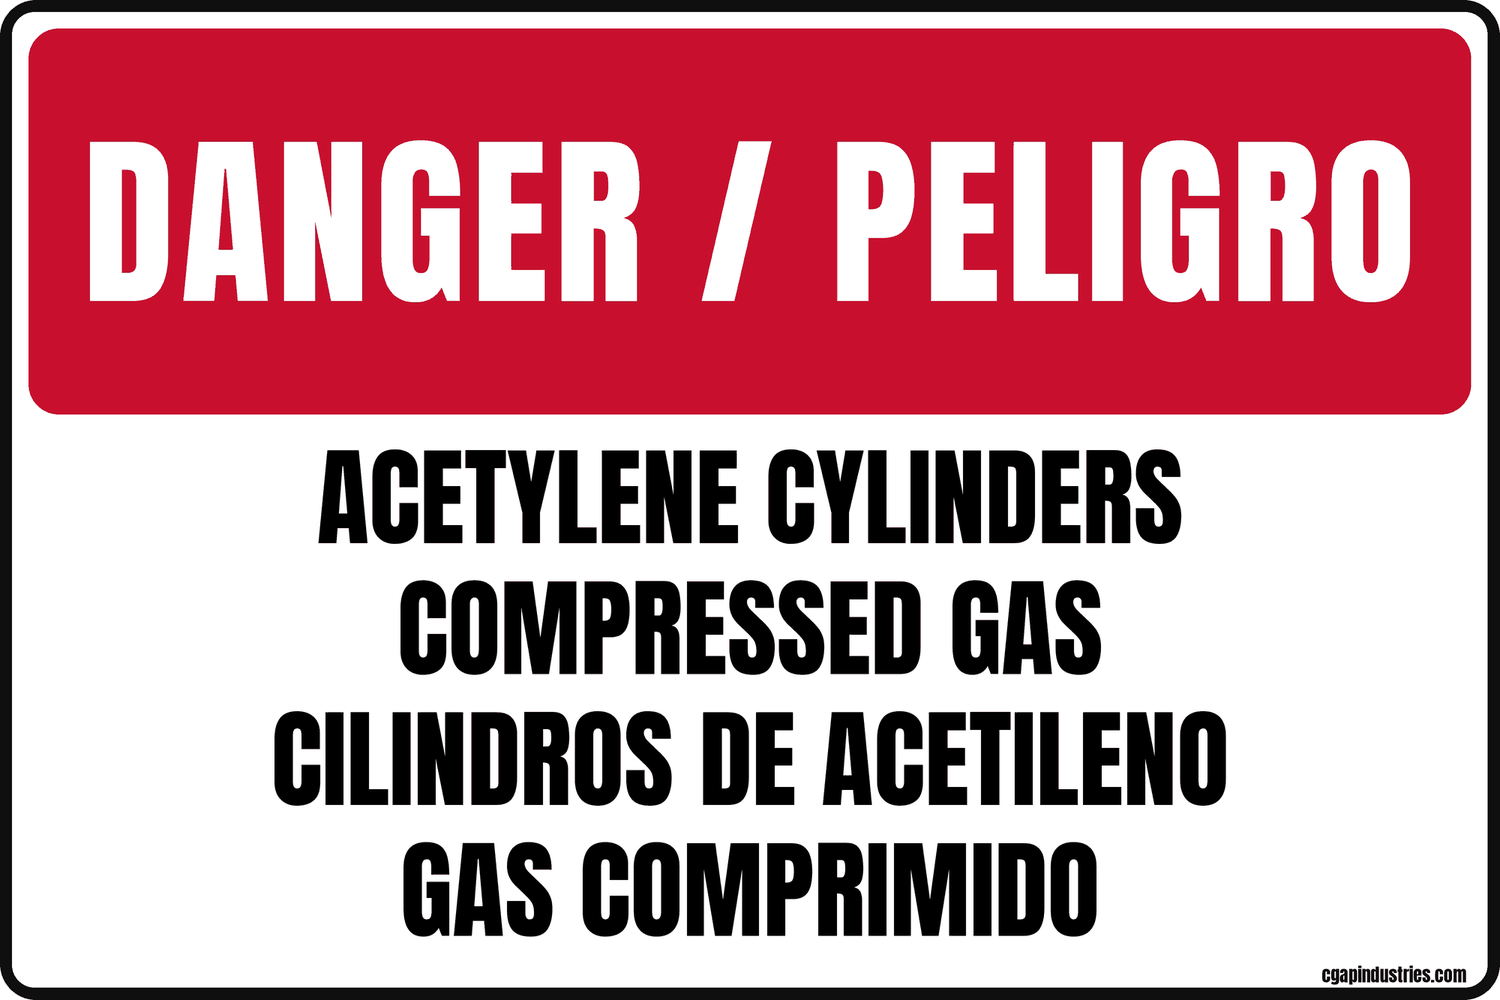 DANGER / PELIGRO
ACETYLENE CYLINDERS
COMPRESSED GAS
CILINDROS DE ACETILENO
GAS COMPRIMIDO
cgapindustries.com